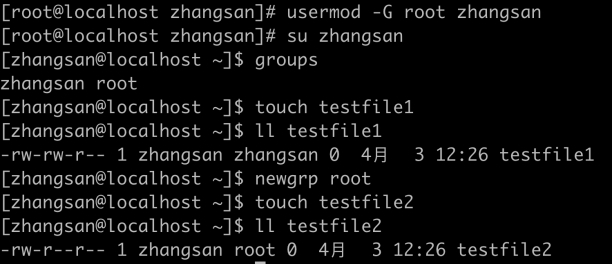 [root@localhost zhangsan]# usermod -G root zhangsan
[root@localhost zhangsan]# su zhangsan
[zhangsan@localhost ~]$ groups
zhangsan root
[zhangsan@localhost ~]$ touch testfile1
[zhangsan@localhost ~]$ ll testfile1
-rw-rw-r-- 1 zhangsan zhangsan 0  4月  3 12:26 testfile1
[zhangsan@localhost ~]$ newgrp root
[zhangsan@localhost ~]$ touch testfile2
[zhangsan@localhost ~]$ ll testfile2
-rw-r--r-- 1 zhangsan root 0  4月  3 12:26 testfile2